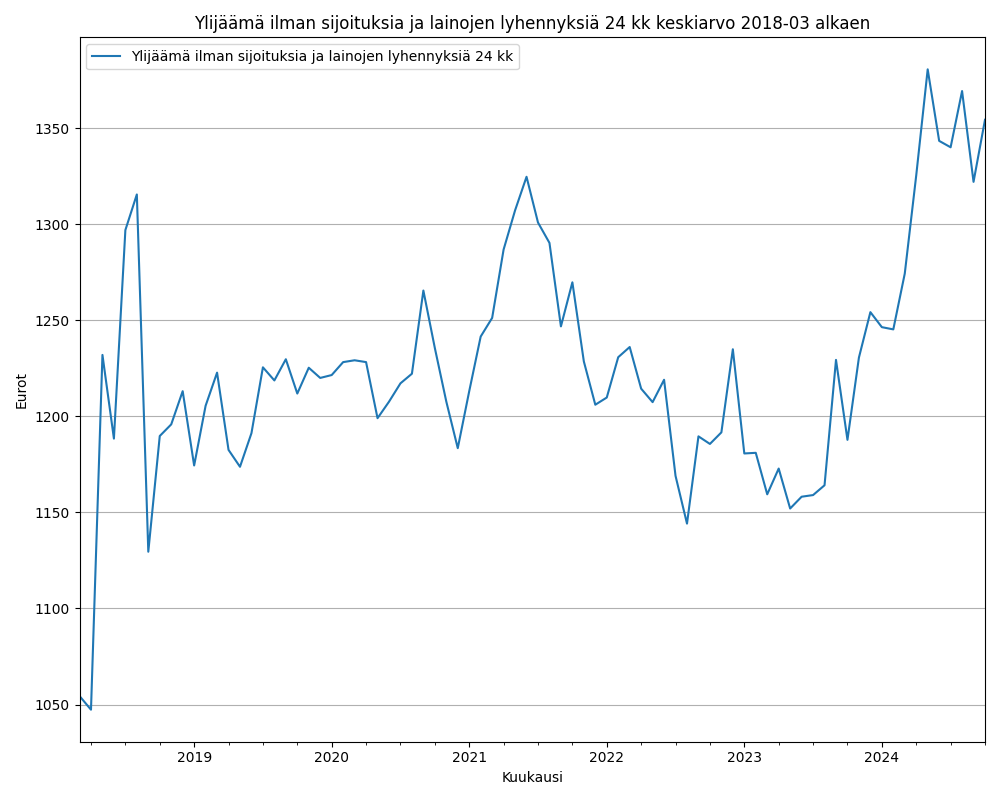 Ylijäämä ilman sijoituksia ja lainojen lyhennyksiä 24 kk keskiarvo 2018-03 alkaen
Ylijäämä ilman sijoituksia ja lainojen lyhennyksiä 24 kk
1350
1300
1250
1200
1150
1100
1050
Eurot
2019 2020 2021 2022 2023 2024
Kuukausi